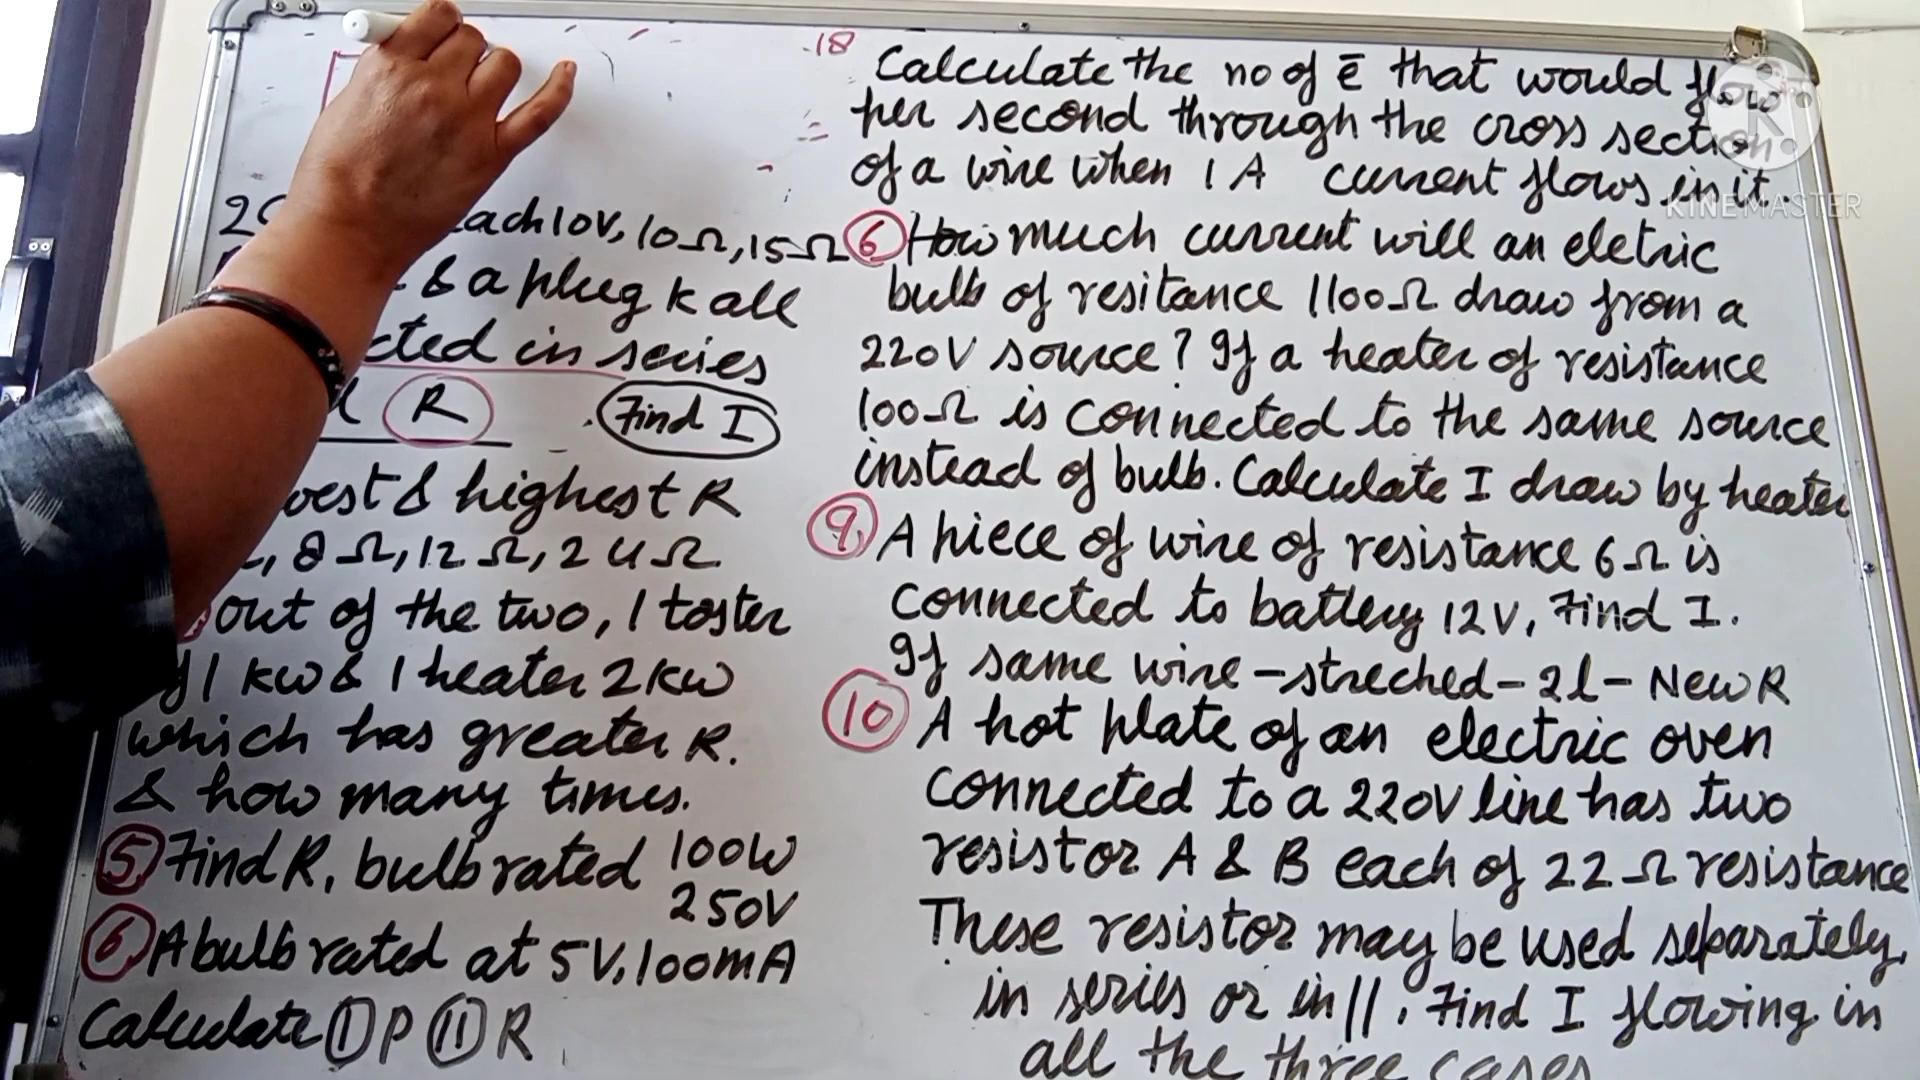 each 10V, 10Ω, 15Ω
& a plug k all
cted in series
R Find I
west & highest R
, 8Ω, 12Ω, 24Ω
out of the two, 1 toster
of 1 kw & 1 heater 2kw
which has greater R.
& how many times.
5 Find R, bulb rated 100W
250V
6 A bulb rated at 5V, 100mA
Calculate (I) P (II) R
18
Calculate the no of ē that would flow
per second through the cross section
of a wire when 1 A current flows in it.
6 How much current will an eletric
bulb of resitance 1100Ω draw from a
220V source? If a heater of resistance
100Ω is connected to the same source
instead of bulb. Calculate I draw by heater
9 A piece of wire of resistance 6Ω is
connected to battery 12V, Find I.
If same wire - streched - 2l - New R
10 A hot plate of an electric oven
connected to a 220V line has two
resistor A & B each of 22Ω resistance
These resistor may be used separately,
in series or in ||. Find I flowing in
all the three cases
KINEMASTER